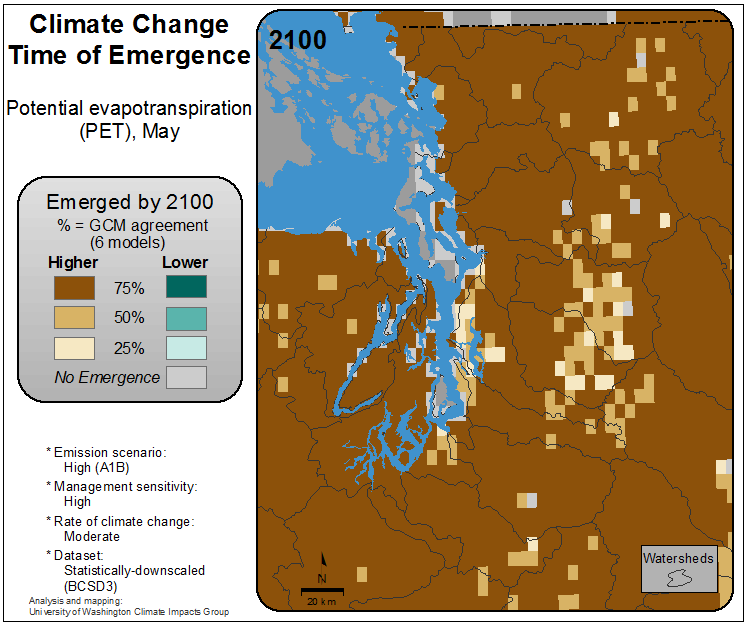 Climate Change
Time of Emergence
Potential evapotranspiration
(PET), May
Emerged by 2100
% = GCM agreement
(6 models)
Higher Lower
75%
50%
25%
No Emergence
* Emission scenario:
High (A1B)
* Management sensitivity:
High
* Rate of climate change:
Moderate
* Dataset:
Statistically-downscaled
(BCSD3)
Analysis and mapping:
University of Washington Climate Impacts Group
2100
N
20 km
Watersheds